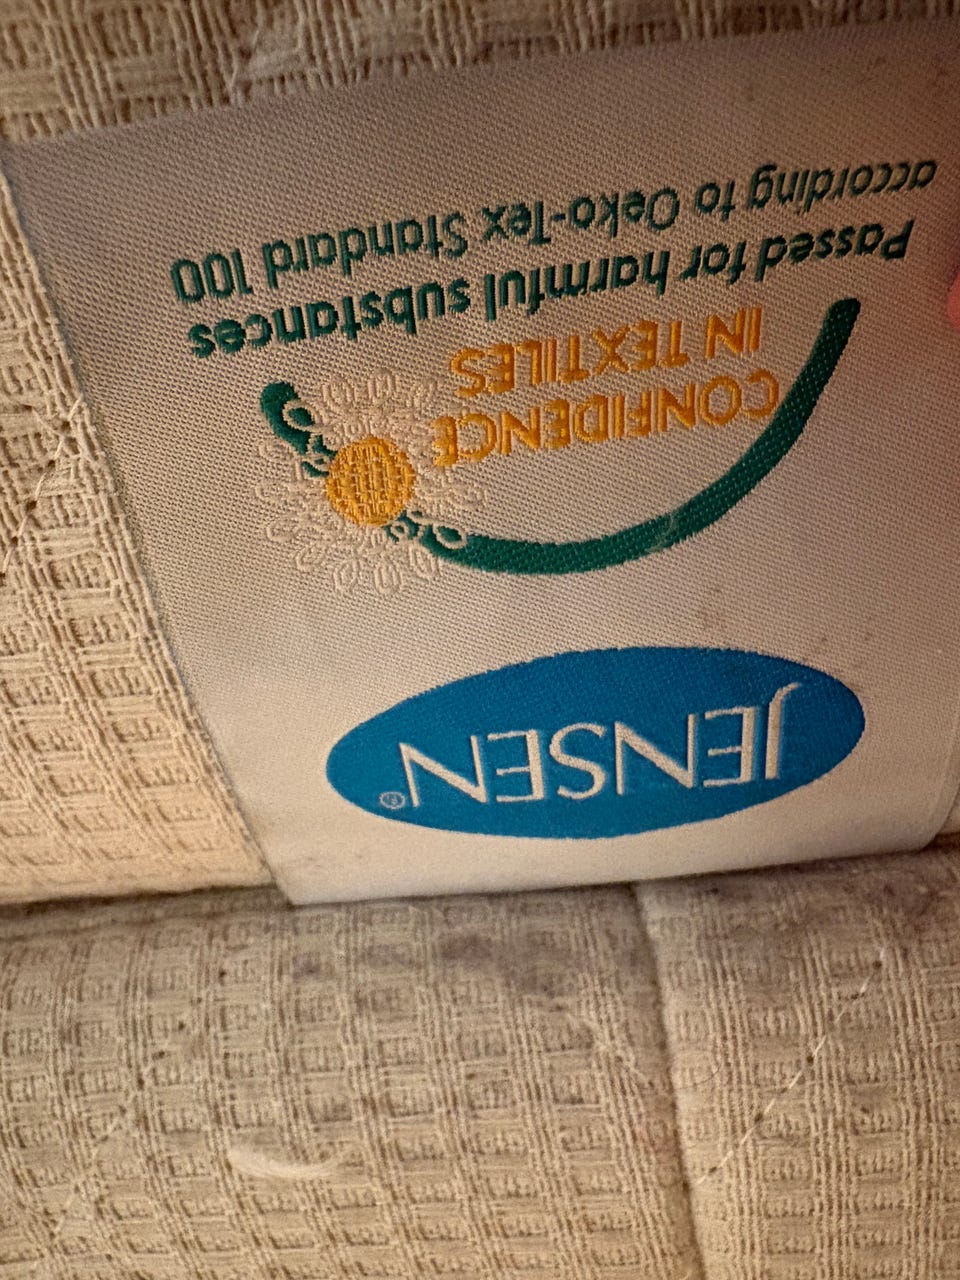 JENSEN®
CONFIDENCE
IN TEXTILES
Passed for harmful substances
according to Oeko-Tex Standard 100